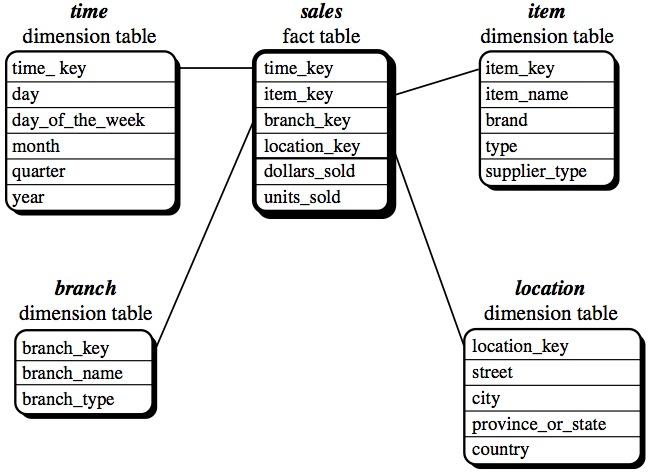 time
dimension table
time_ key
day
day_of_the_week
month
quarter
year
sales
fact table
time_key
item_key
branch_key
location_key
dollars_sold
units_sold
item
dimension table
item_key
item_name
brand
type
supplier_type
branch
dimension table
branch_key
branch_name
branch_type
location
dimension table
location_key
street
city
province_or_state
country